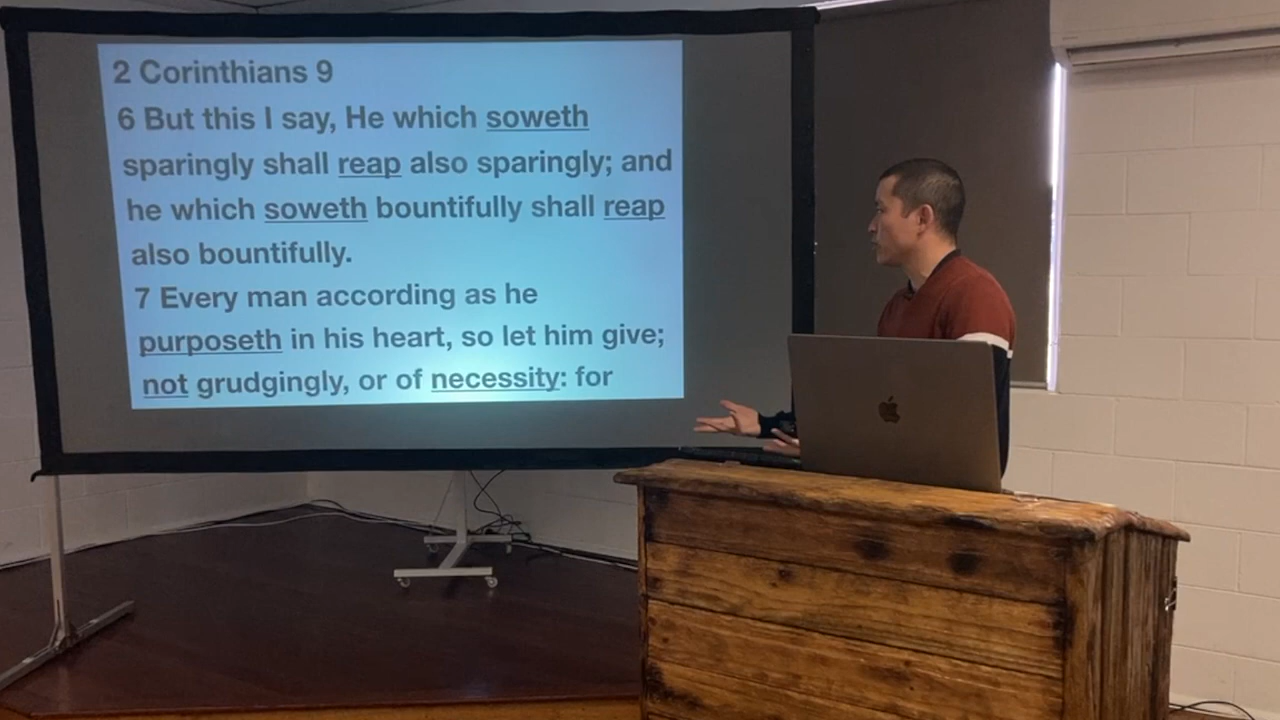 2 Corinthians 9
6 But this I say, He which soweth
sparingly shall reap also sparingly; and
he which soweth bountifully shall reap
also bountifully.
7 Every man according as he
purposeth in his heart, so let him give;
not grudgingly, or of necessity: for